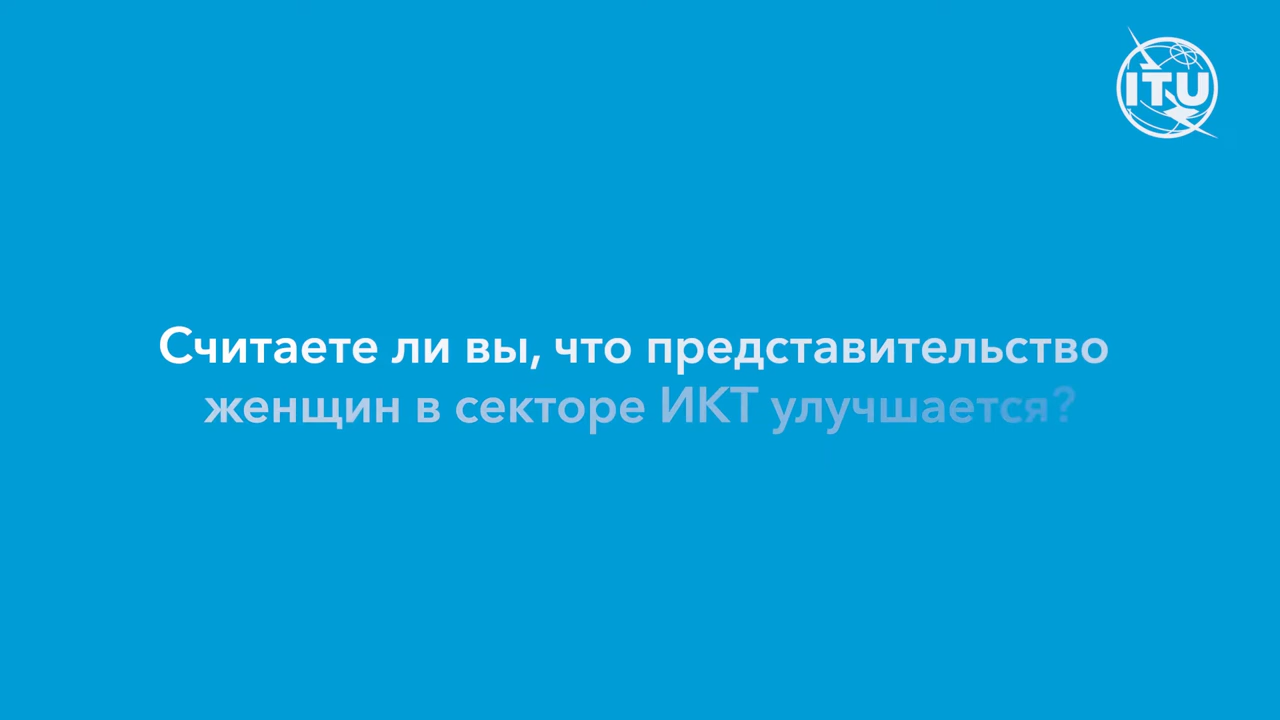 ITU
Считаете ли вы, что представительство
женщин в секторе ИКТ улучшается?